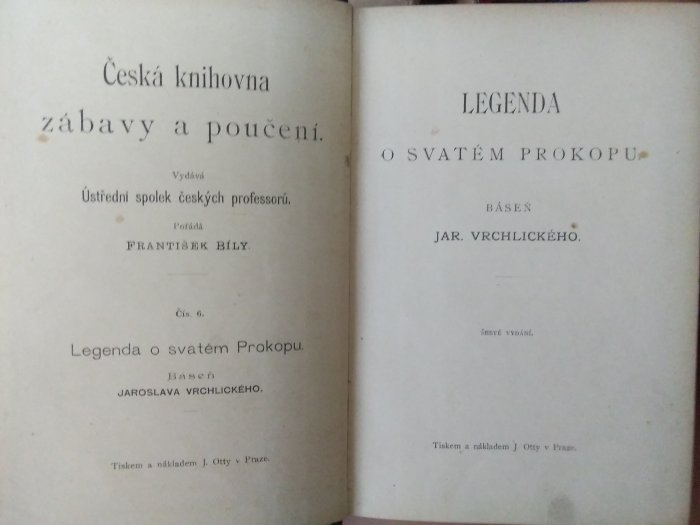 Česká knihovna
zábavy a poučení.
Vydává
Ústřední spolek českých professorů.
Pořádá
FRANTIŠEK BÍLY.
Čís. 6.
Legenda o svatém Prokopu.
Báseň
JAROSLAVA VRCHLICKÉHO.
Tiskem a nákladem J. Otty v Praze.
LEGENDA
O SVATÉM PROKOPU.
BÁSEŇ
JAR. VRCHLICKÉHO.
VYDÁNÍ.
Tiskem a nákladem J. Otty v Praze.